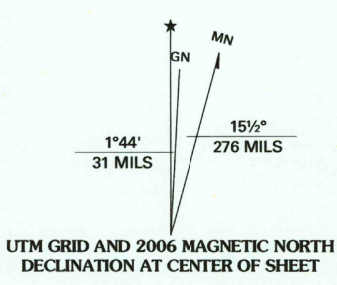 MN
GN
1°44'
31 MILS
15½°
276 MILS
UTM GRID AND 2006 MAGNETIC NORTH
DECLINATION AT CENTER OF SHEET